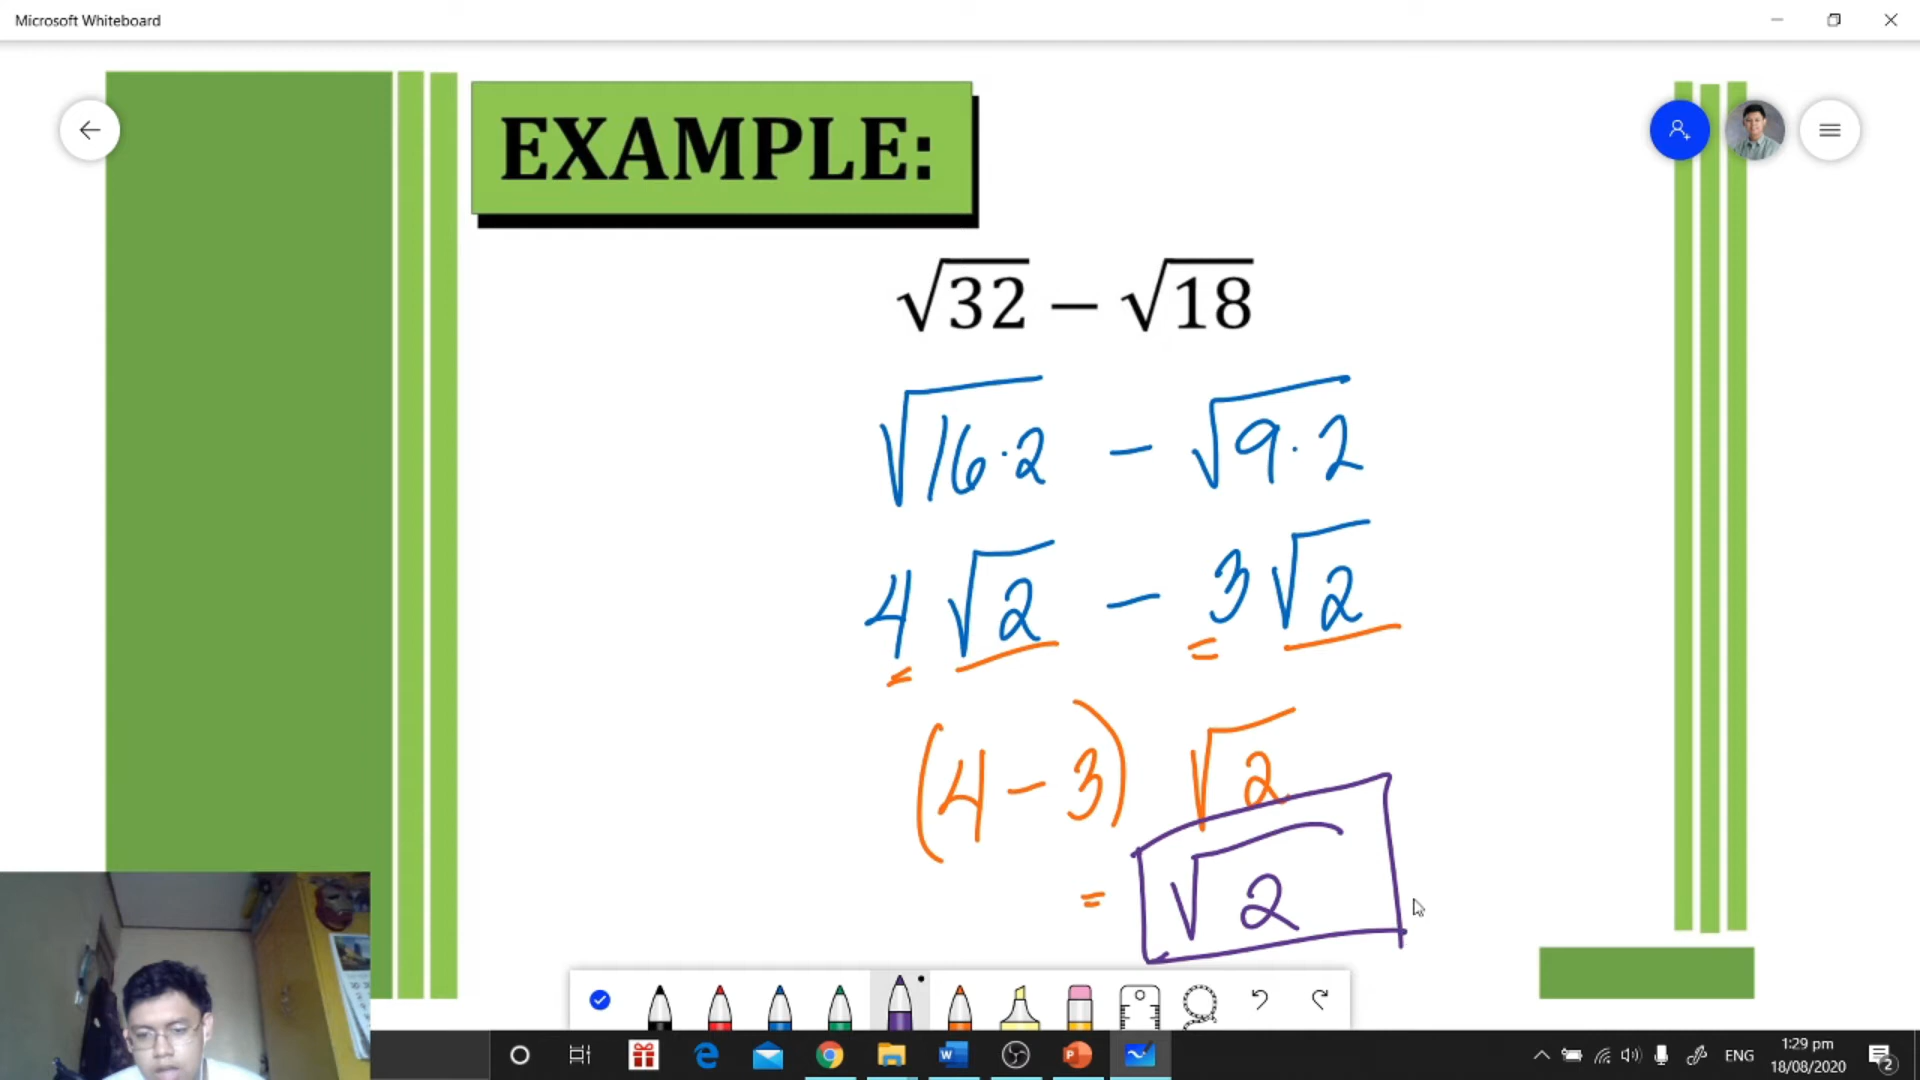 Microsoft Whiteboard
EXAMPLE:
√32 − √18
√16·2 − √9·2
4 √2 − 3 √2
(4 − 3) √2
= √2
ENG
1:29 pm
18/08/2020
2